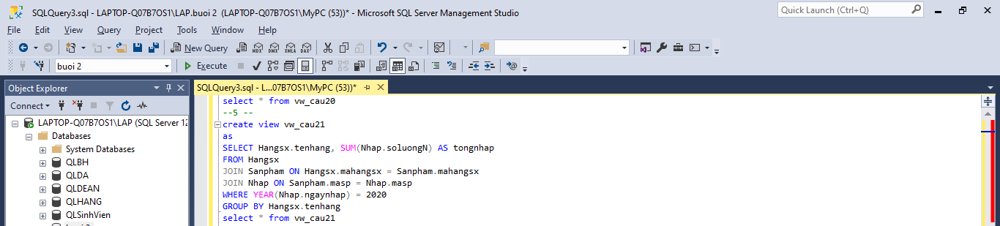 SQLQuery3.sql - LAPTOP-Q07B7OS1\LAP.buoi 2 (LAPTOP-Q07B7OS1\MyPC (53))* - Microsoft SQL Server Management Studio
Quick Launch (Ctrl+Q)
File Edit View Query Project Tools Window Help
New Query MDX DMX XMLA DAX
buoi 2 Execute
Object Explorer
SQLQuery3.sql - L...07B7OS1\MyPC (53))*
Connect
LAPTOP-Q07B7OS1\LAP (SQL Server 12
Databases
System Databases
QLBH
QLDA
QLDEAN
QLHANG
QLSinhVien
select * from vw_cau20
--5 --
create view vw_cau21
as
SELECT Hangsx.tenhang, SUM(Nhap.soluongN) AS tongnhap
FROM Hangsx
JOIN Sanpham ON Hangsx.mahangsx = Sanpham.mahangsx
JOIN Nhap ON Sanpham.masp = Nhap.masp
WHERE YEAR(Nhap.ngaynhap) = 2020
GROUP BY Hangsx.tenhang
select * from vw_cau21